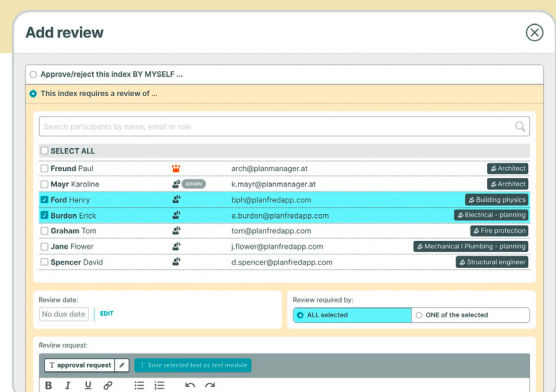 Add review
Approve/reject this index BY MYSELF ...
This index requires a review of ...
Search participants by name, email or role
SELECT ALL
Freund Paul arch@planmanager.at Architect
Mayr Karoline ADMIN k.mayr@planmanager.at Architect
Ford Henry bph@planfredapp.com Building physics
Burdon Erick e.burdon@planfredapp.com Electrical - planning
Graham Tom tom@planfredapp.com Fire protection
Jane Flower j.flower@planfredapp.com Mechanical I Plumbing - planning
Spencer David d.spencer@planfredapp.com Structural engineer
Review date:
No due date EDIT
Review required by:
ALL selected ONE of the selected
Review request:
T approval request T Save selected text as text module
B I U